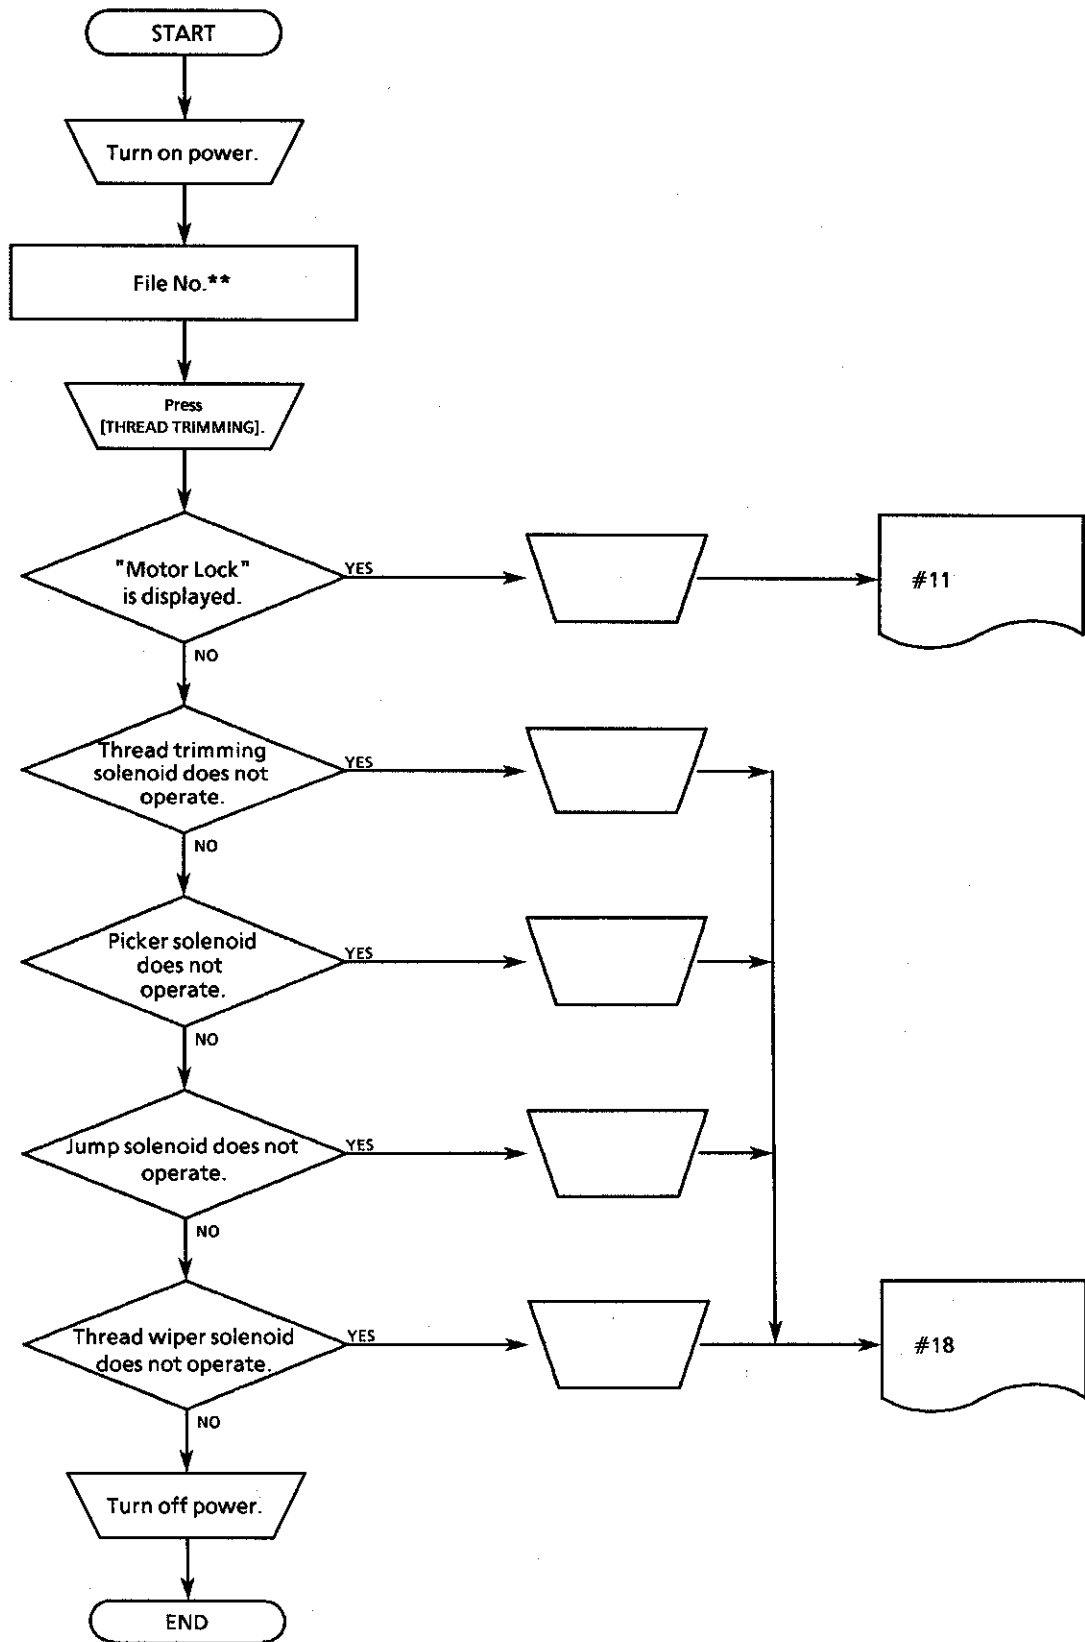 START
Turn on power.
File No.**
Press
[THREAD TRIMMING].
"Motor Lock"
is displayed.
YES
#11
NO
Thread trimming
solenoid does not
operate.
YES
NO
Picker solenoid
does not
operate.
YES
NO
Jump solenoid does not
operate.
YES
NO
Thread wiper solenoid
does not operate.
YES
#18
NO
Turn off power.
END